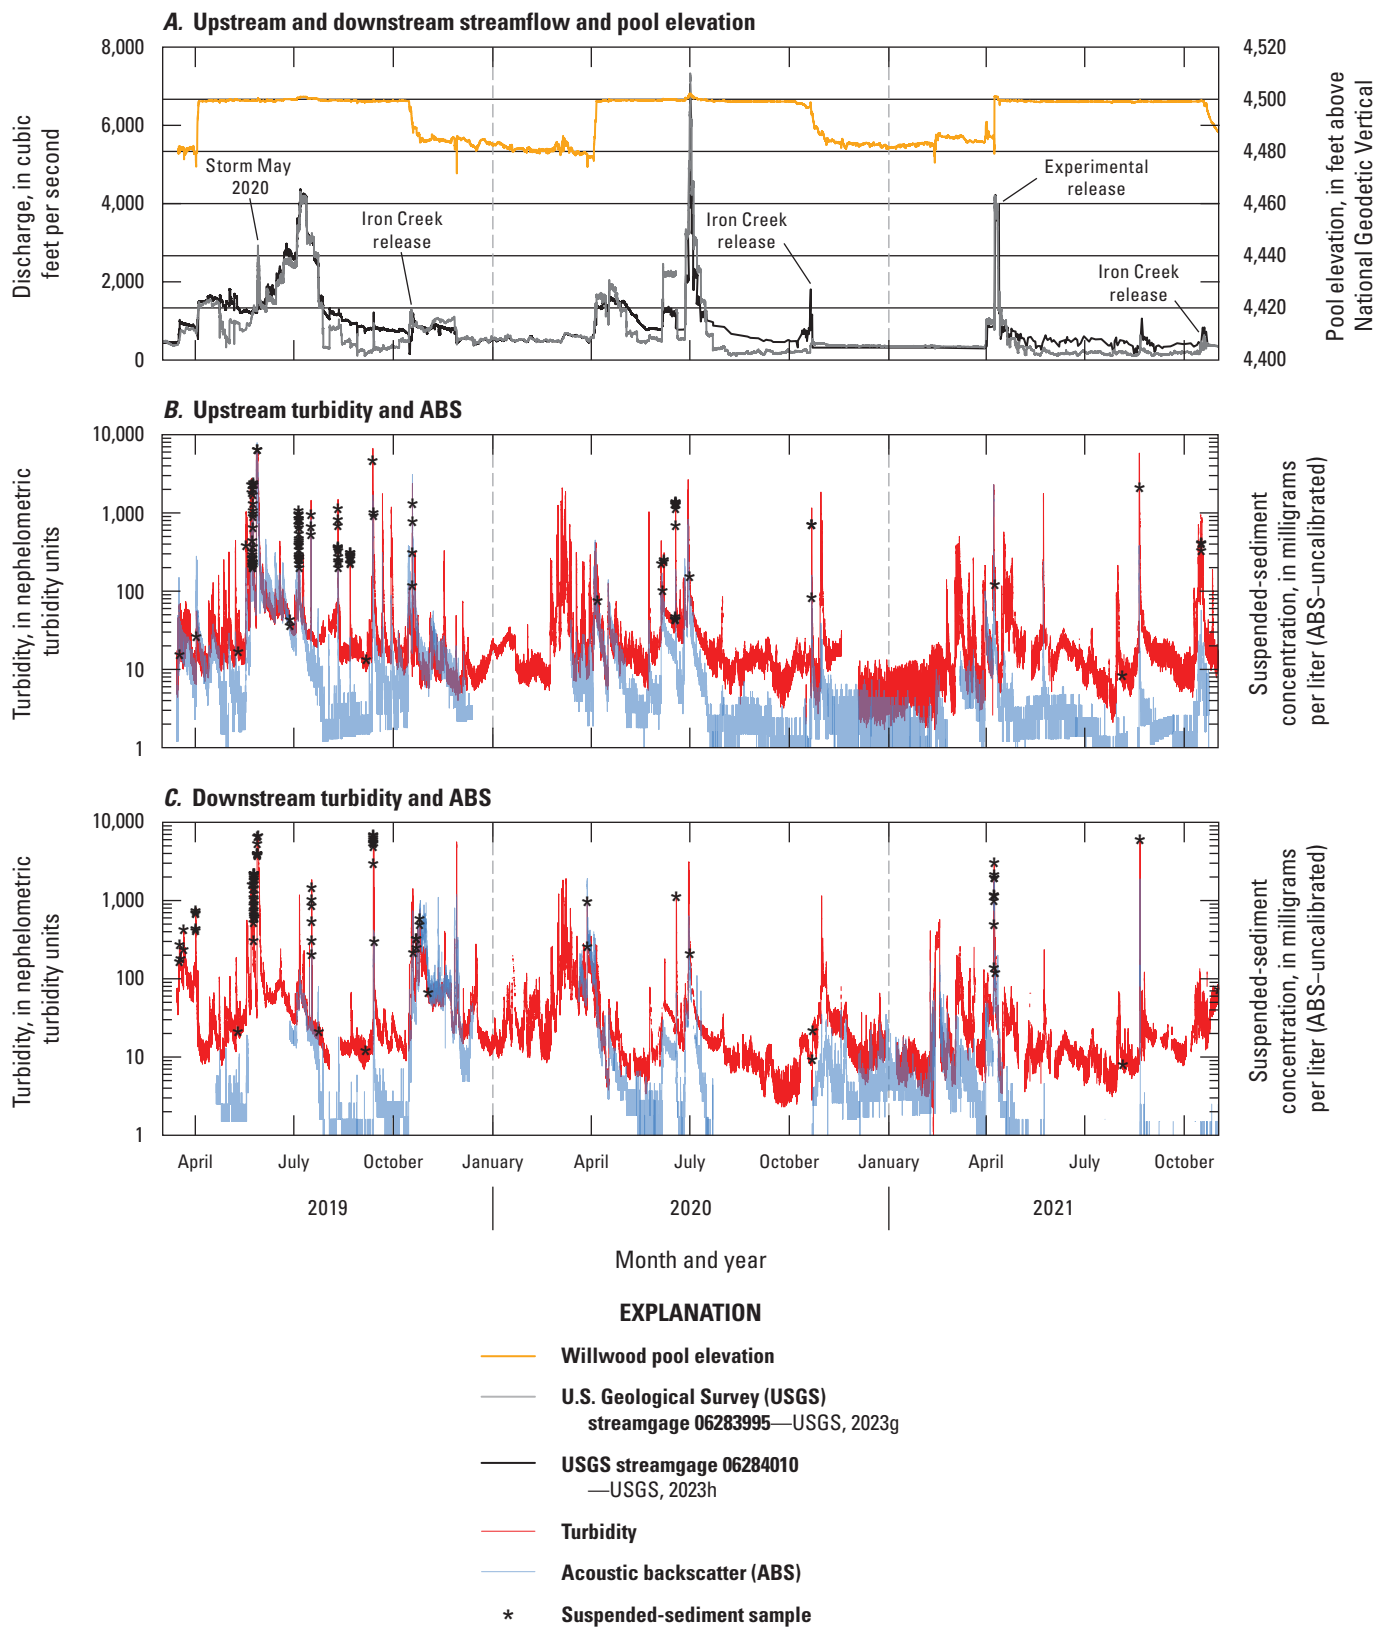 A. Upstream and downstream streamflow and pool elevation
Discharge, in cubic
feet per second
8,000
6,000
4,000
2,000
0
Storm May
2020
Iron Creek
release
Iron Creek
release
Experimental
release
Iron Creek
release
4,520
4,500
4,480
4,460
4,440
4,420
4,400
Pool elevation, in feet above
National Geodetic Vertical
B. Upstream turbidity and ABS
Turbidity, in nephelometric
turbidity units
10,000
1,000
100
10
1
Suspended-sediment
concentration, in milligrams
per liter (ABS–uncalibrated)
C. Downstream turbidity and ABS
Turbidity, in nephelometric
turbidity units
10,000
1,000
100
10
1
Suspended-sediment
concentration, in milligrams
per liter (ABS–uncalibrated)
April July October January April July October January April July October
2019 2020 2021
Month and year
EXPLANATION
Willwood pool elevation
U.S. Geological Survey (USGS)
streamgage 06283995—USGS, 2023g
USGS streamgage 06284010
—USGS, 2023h
Turbidity
Acoustic backscatter (ABS)
* Suspended-sediment sample